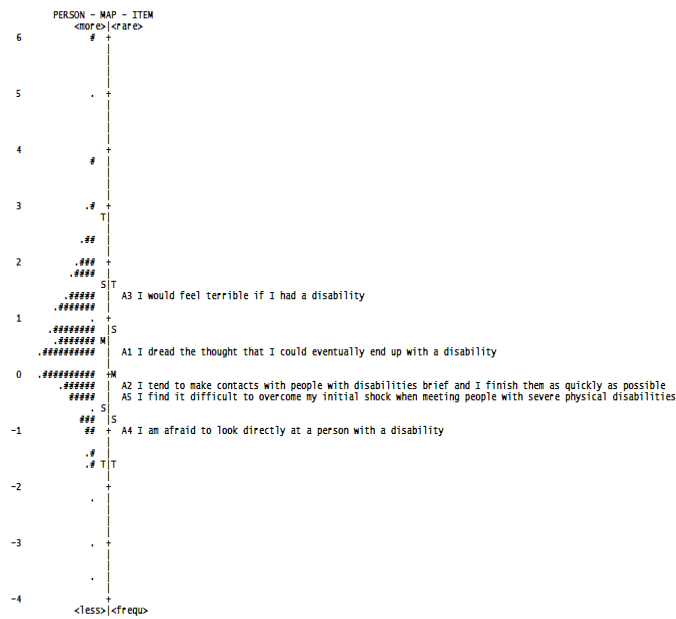 PERSON - MAP - ITEM
<more>|<rare>
6 # +
|
|
|
|
5 . +
|
|
|
|
4 +
# |
|
|
|
3 .# +
T|
|
.## |
|
2 .### +
.#### |
S|T
.##### | A3 I would feel terrible if I had a disability
.####### |
1 . +
.######## |S
.####### M|
.########## | A1 I dread the thought that I could eventually end up with a disability
|
0 .########## +M
.###### | A2 I tend to make contacts with people with disabilities brief and I finish them as quickly as possible
##### | A5 I find it difficult to overcome my initial shock when meeting people with severe physical disabilities
. S|
### |S
-1 ## + A4 I am afraid to look directly at a person with a disability
|
.# |
.# T|T
|
-2 +
. |
|
|
|
-3 . +
|
|
. |
|
-4 +
<less>|<frequ>